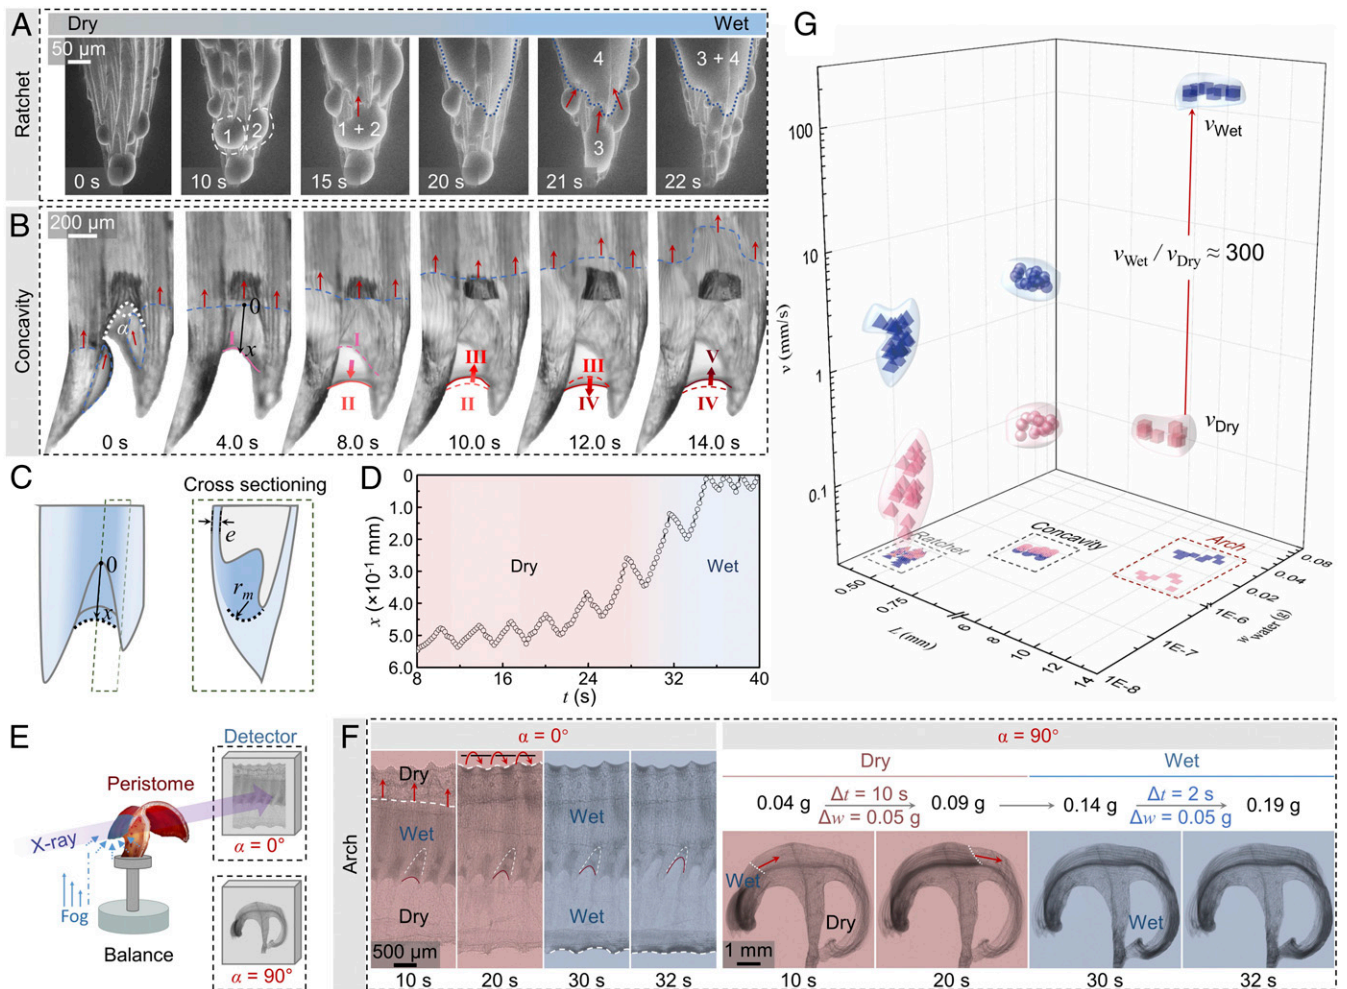 A
Dry
Wet
Ratchet
50 μm
1
2
1 + 2
4
3
3 + 4
0 s
10 s
15 s
20 s
21 s
22 s
B
Concavity
200 μm
α
0
x
I
I
II
III
II
III
IV
V
IV
0 s
4.0 s
8.0 s
10.0 s
12.0 s
14.0 s
C
Cross sectioning
0
x
e
rm
D
x (×10-1 mm)
0
1.0
2.0
3.0
4.0
5.0
6.0
Dry
Wet
8
16
24
32
40
t (s)
E
Detector
Peristome
X-ray
α = 0°
Fog
Balance
α = 90°
F
Arch
α = 0°
Dry
Wet
Dry
Wet
Wet
500 μm
10 s
20 s
30 s
32 s
α = 90°
Dry
Wet
0.04 g
Δt = 10 s
Δw = 0.05 g
0.09 g
0.14 g
Δt = 2 s
Δw = 0.05 g
0.19 g
Wet
Dry
Wet
1 mm
10 s
20 s
30 s
32 s
G
v (mm/s)
100
10
1
0.1
vWet
vWet / vDry ≈ 300
vDry
Ratchet
Concavity
Arch
0.50
0.75
6
8
10
12
14
L (mm)
0.08
0.04
0.02
1E-6
1E-7
1E-8
wwater (g)